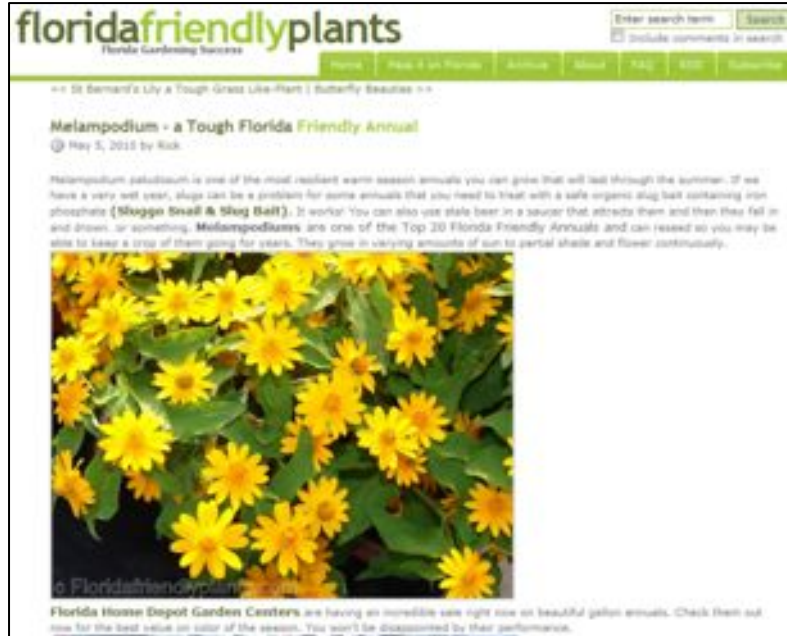 floridafriendlyplants
Florida Gardening Success
Enter search term Search
Include comments in search
Home Pass it on Florida Archive About FAQ RSS Subscribe
<< St Bernard's Lily a Tough Grass Like-Plant | Butterfly Beauties >>
Melampodium - a Tough Florida Friendly Annual
May 5, 2010 by Rick
Melampodium paludosum is one of the most resilient warm season annuals you can grow that will last through the summer. If we
have a very wet year, slugs can be a problem for some annuals that you need to treat with a safe organic slug bait containing iron
phosphate (Sluggo Snail & Slug Bait). It works! You can also use stale beer in a saucer that attracts them and then they fall in
and drown, or something. Melampodiums are one of the Top 20 Florida Friendly Annuals and can reseed so you may be
able to keep a crop of them going for years. They grow in varying amounts of sun to partial shade and flower continuously.
© Floridafriendlyplants.com
Florida Home Depot Garden Centers are having an incredible sale right now on beautiful gallon annuals. Check them out
now for the best value on color of the season. You won't be disappointed by their performance.